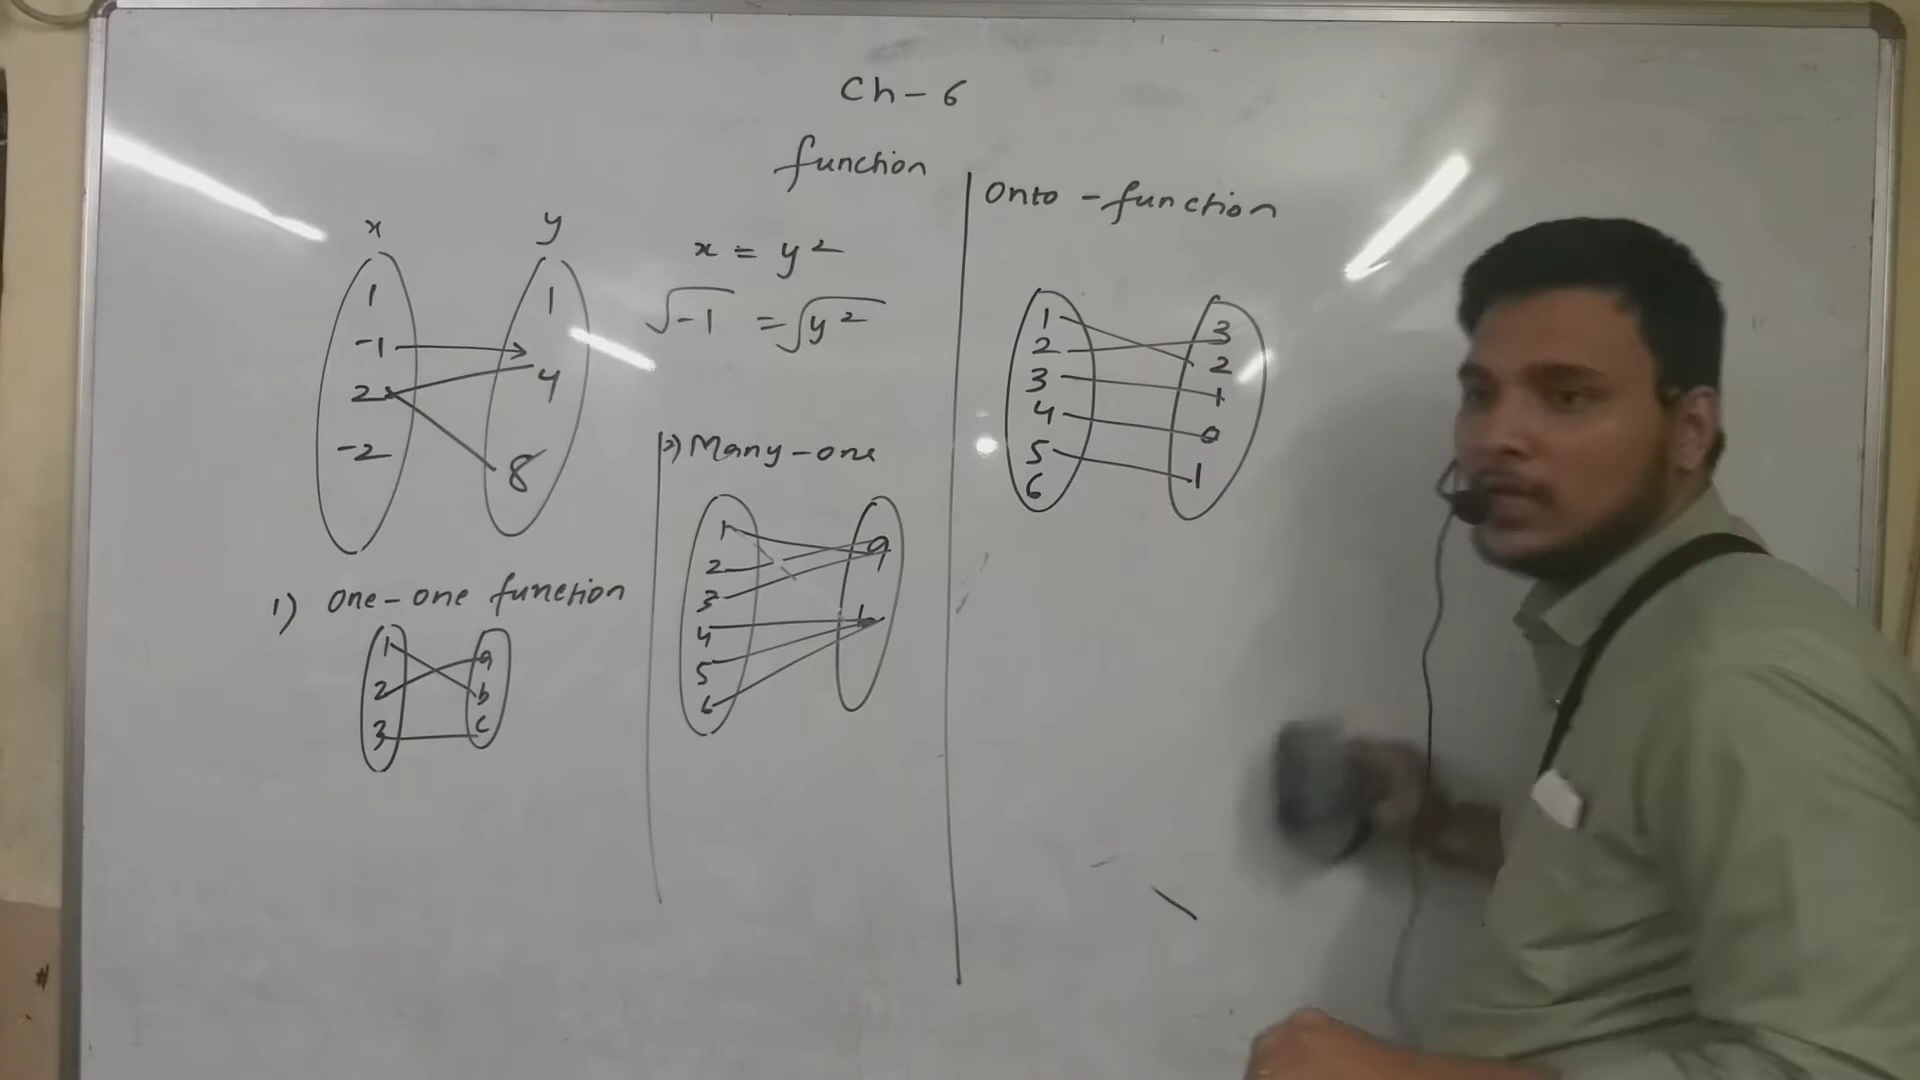 Ch - 6
function
x y
1 1
-1
2 4
-2 8
x = y²
√-1 = √y²
1) One-one function
1 a
2 b
3 c
2) Many-one
1 a
2
3
4 b
5
6
Onto - function
1 3
2 2
3 1
4
5 1
6